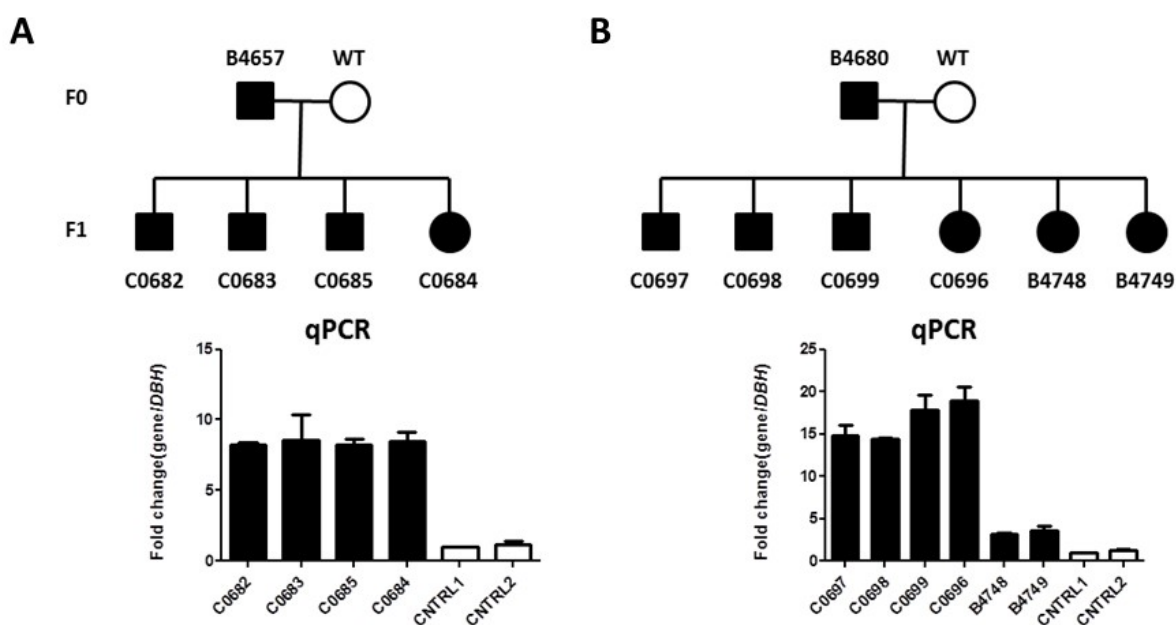 A
B4657 WT
F0
F1
C0682 C0683 C0685 C0684
qPCR
Fold change(gene/DBH)
15
10
5
0
C0682 C0683 C0685 C0684 CNTRL1 CNTRL2
B
B4680 WT
C0697 C0698 C0699 C0696 B4748 B4749
qPCR
Fold change(gene/DBH)
25
20
15
10
5
0
C0697 C0698 C0699 C0696 B4748 B4749 CNTRL1 CNTRL2